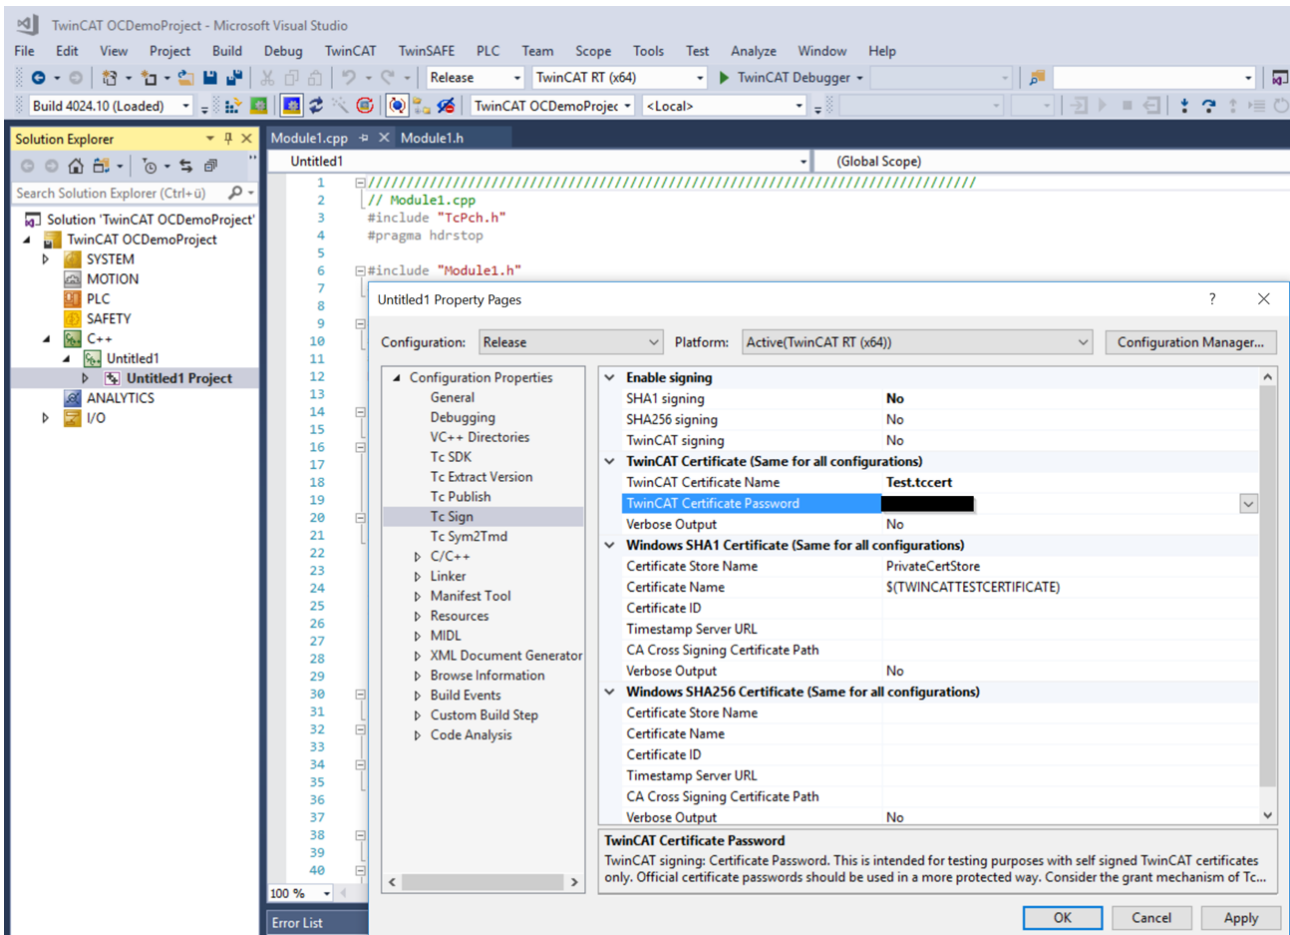 TwinCAT OCDemoProject - Microsoft Visual Studio
File Edit View Project Build Debug TwinCAT TwinSAFE PLC Team Scope Tools Test Analyze Window Help
Release TwinCAT RT (x64) TwinCAT Debugger
Build 4024.10 (Loaded) TwinCAT OCDemoProjec <Local>
Solution Explorer
Search Solution Explorer (Ctrl+ü)
Solution 'TwinCAT OCDemoProject'
TwinCAT OCDemoProject
SYSTEM
MOTION
PLC
SAFETY
C++
Untitled1
Untitled1 Project
ANALYTICS
I/O
Module1.cpp Module1.h
Untitled1 (Global Scope)
1 ///////////////////////////////////////////////////////////////////////////////
2 // Module1.cpp
3 #include "TcPch.h"
4 #pragma hdrstop
5
6 #include "Module1.h"
7
8
9
10
11
12
13
14
15
16
17
18
19
20
21
22
23
24
25
26
27
28
29
30
31
32
33
34
35
36
37
38
39
40
100 %
Error List
Untitled1 Property Pages ?
Configuration: Release Platform: Active(TwinCAT RT (x64)) Configuration Manager...
Configuration Properties
General
Debugging
VC++ Directories
Tc SDK
Tc Extract Version
Tc Publish
Tc Sign
Tc Sym2Tmd
C/C++
Linker
Manifest Tool
Resources
MIDL
XML Document Generator
Browse Information
Build Events
Custom Build Step
Code Analysis
Enable signing
SHA1 signing No
SHA256 signing No
TwinCAT signing No
TwinCAT Certificate (Same for all configurations)
TwinCAT Certificate Name Test.tccert
TwinCAT Certificate Password
Verbose Output No
Windows SHA1 Certificate (Same for all configurations)
Certificate Store Name PrivateCertStore
Certificate Name $(TWINCATTESTCERTIFICATE)
Certificate ID
Timestamp Server URL
CA Cross Signing Certificate Path
Verbose Output No
Windows SHA256 Certificate (Same for all configurations)
Certificate Store Name
Certificate Name
Certificate ID
Timestamp Server URL
CA Cross Signing Certificate Path
Verbose Output No
TwinCAT Certificate Password
TwinCAT signing: Certificate Password. This is intended for testing purposes with self signed TwinCAT certificates
only. Official certificate passwords should be used in a more protected way. Consider the grant mechanism of Tc...
OK Cancel Apply